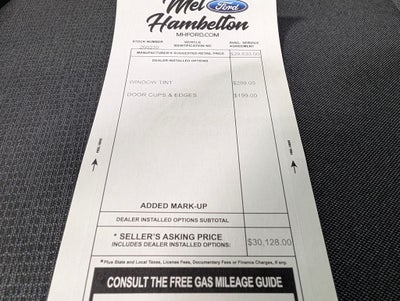 Mel Ford
Hambelton
MHFORD.COM
STOCK NUMBER VEHICLE IDENTIFICATION NO. ADDL. SERVICE AGREEMENT
MANUFACTURER'S SUGGESTED RETAIL PRICE
DEALER INSTALLED OPTIONS
WINDOW TINT $299.00
DOOR CUPS & EDGES $199.00
ADDED MARK-UP
DEALER INSTALLED OPTIONS SUBTOTAL
* SELLER'S ASKING PRICE
INCLUDES DEALER INSTALLED OPTIONS: $30,128.00
* Plus State and Local Taxes, License Fees, Documentary Fees or Finance Charges, if any.
CONSULT THE FREE GAS MILEAGE GUIDE